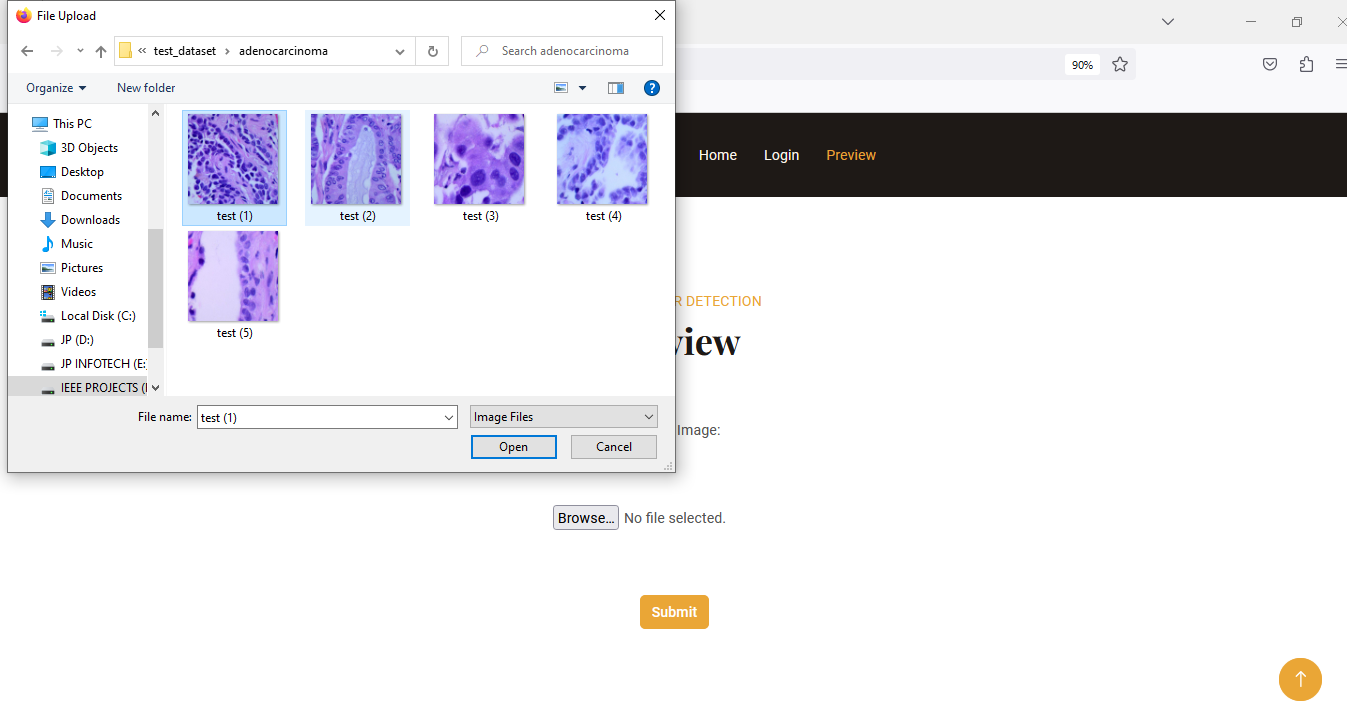 File Upload
« test_dataset › adenocarcinoma
Search adenocarcinoma
Organize
New folder
This PC
3D Objects
Desktop
Documents
Downloads
Music
Pictures
Videos
Local Disk (C:)
JP (D:)
JP INFOTECH (E:
IEEE PROJECTS (
test (1)
test (2)
test (3)
test (4)
test (5)
File name:
test (1)
Image Files
Open
Cancel
90%
Home
Login
Preview
R DETECTION
view
Image:
Browse...
No file selected.
Submit